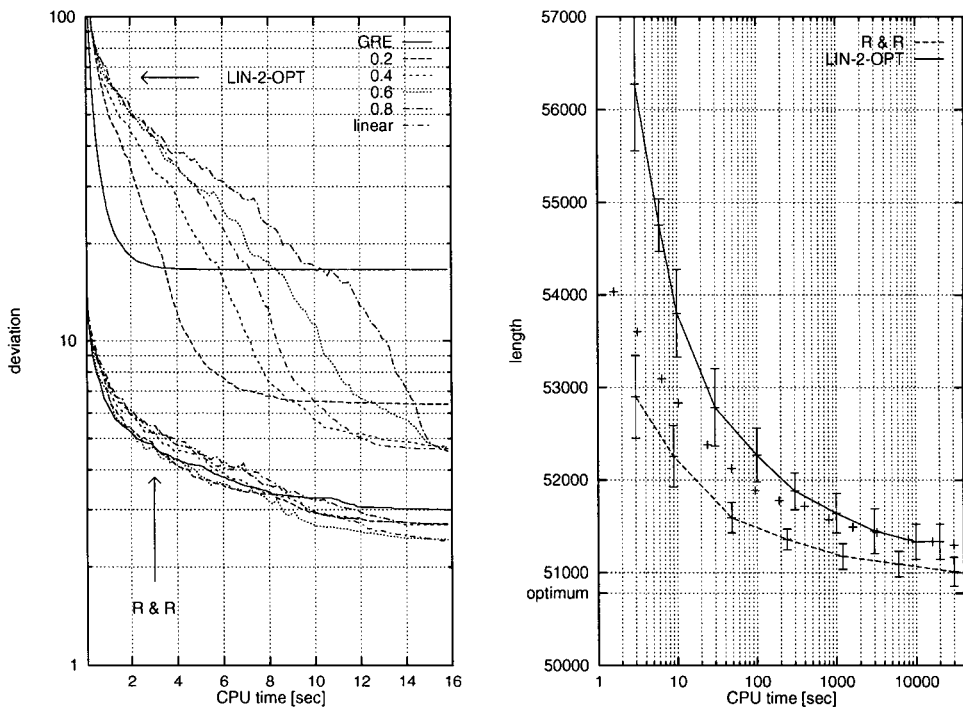 100
10
1
deviation
2
4
6
8
10
12
14
16
CPU time [sec]
GRE
0.2
0.4
0.6
0.8
linear
LIN-2-OPT
R & R
57000
56000
55000
54000
53000
52000
51000
optimum
50000
length
1
10
100
1000
10000
CPU time [sec]
R & R
LIN-2-OPT